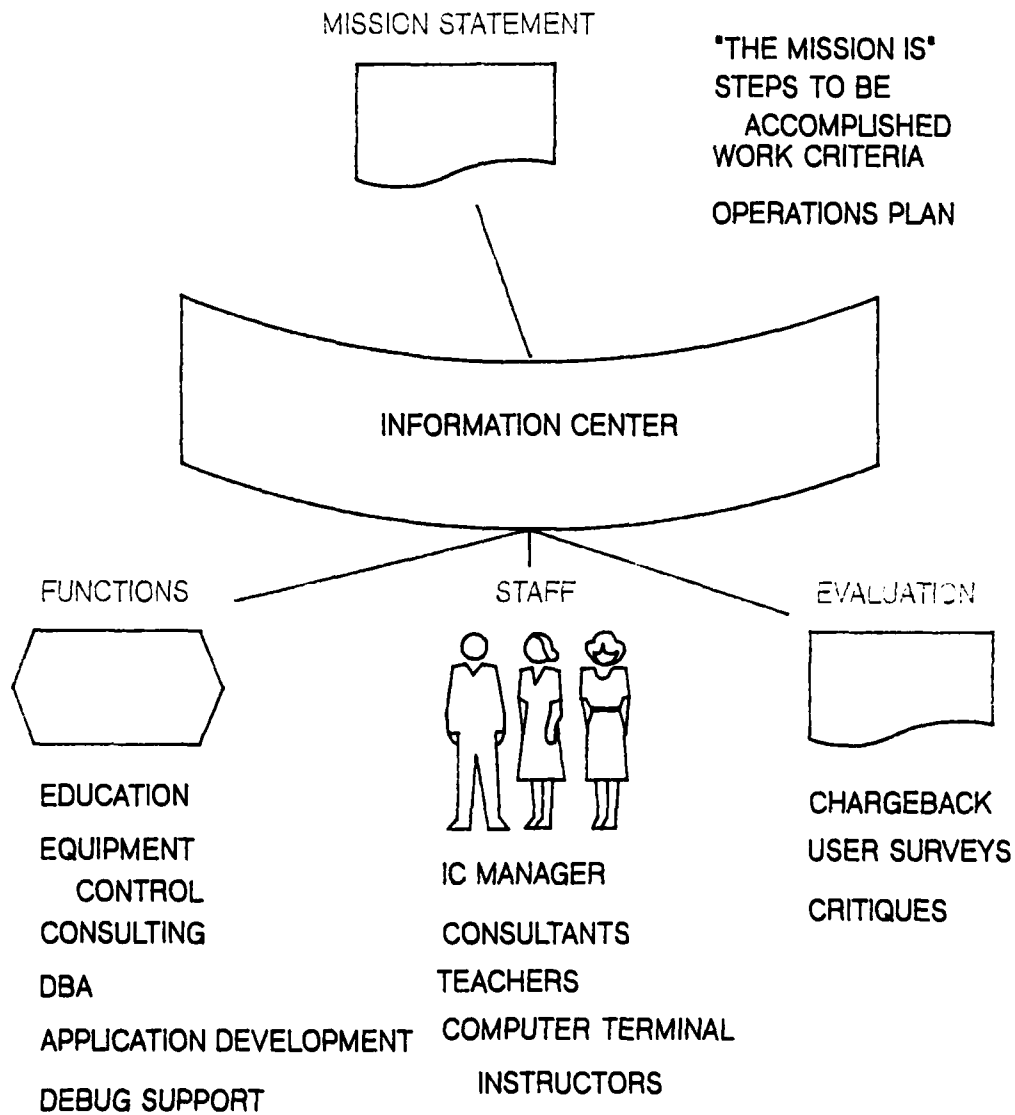 MISSION STATEMENT
"THE MISSION IS"
STEPS TO BE
ACCOMPLISHED
WORK CRITERIA
OPERATIONS PLAN
INFORMATION CENTER
FUNCTIONS
EDUCATION
EQUIPMENT
CONTROL
CONSULTING
DBA
APPLICATION DEVELOPMENT
DEBUG SUPPORT
STAFF
IC MANAGER
CONSULTANTS
TEACHERS
COMPUTER TERMINAL
INSTRUCTORS
EVALUATION
CHARGEBACK
USER SURVEYS
CRITIQUES